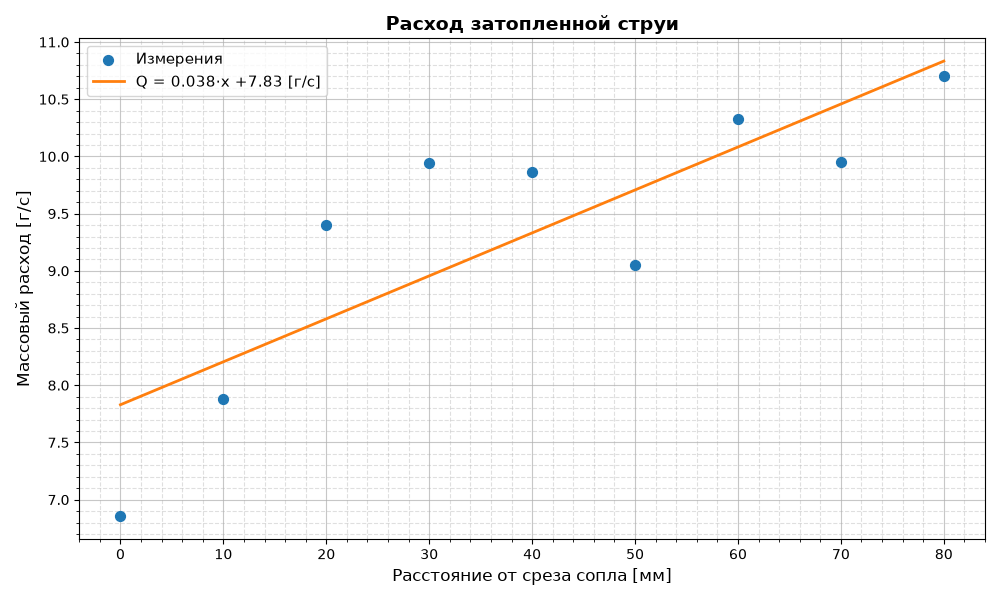 Расход затопленной струи
Измерения
Q = 0.038·x +7.83 [г/с]
Массовый расход [г/с]
11.0
10.5
10.0
9.5
9.0
8.5
8.0
7.5
7.0
0 10 20 30 40 50 60 70 80
Расстояние от среза сопла [мм]